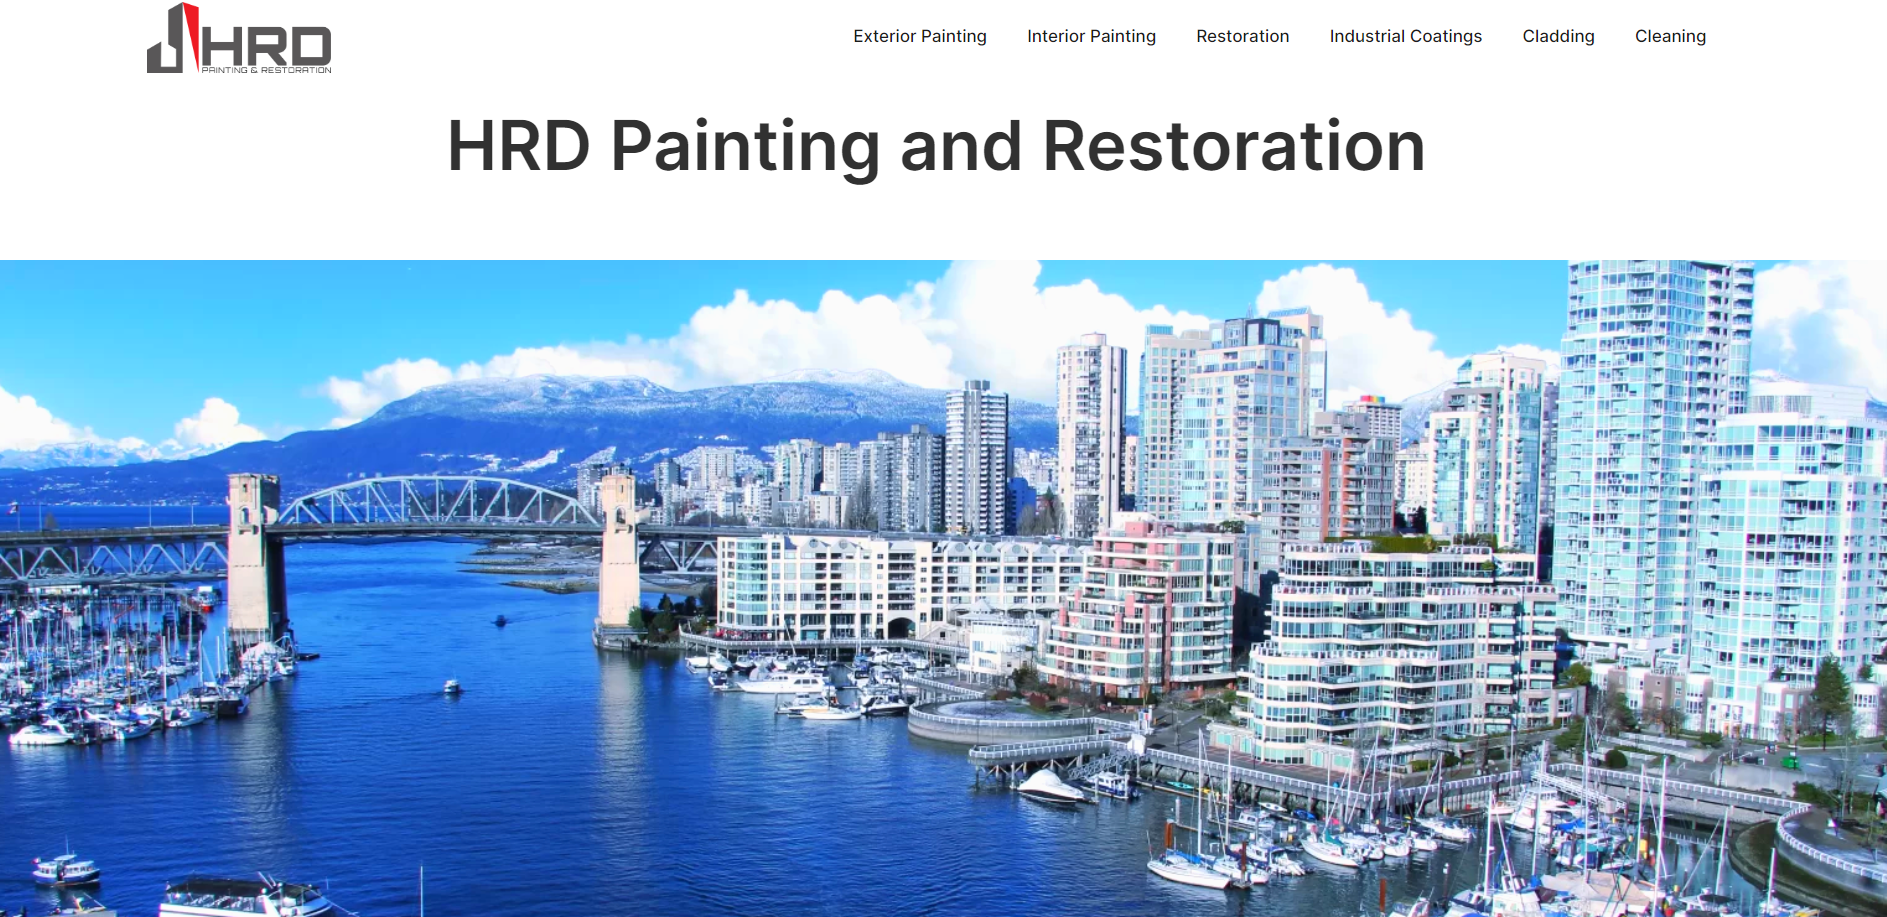 HRD
PAINTING & RESTORATION
Exterior Painting
Interior Painting
Restoration
Industrial Coatings
Cladding
Cleaning
HRD Painting and Restoration